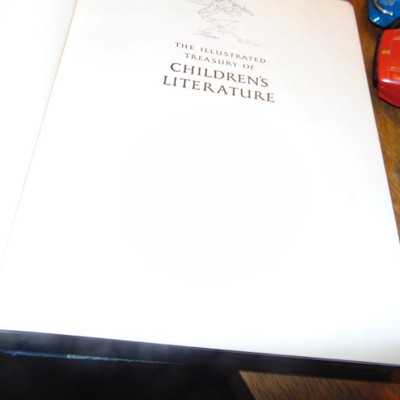 THE ILLUSTRATED
TREASURY OF
CHILDREN'S
LITERATURE